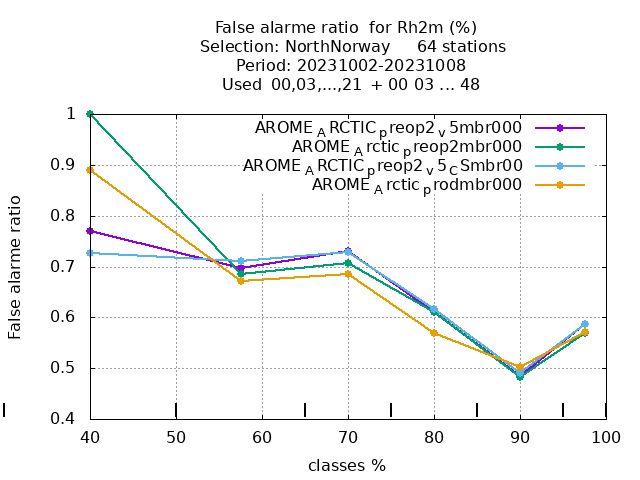 False alarme ratio for Rh2m (%)
Selection: NorthNorway 64 stations
Period: 20231002-20231008
Used 00,03,...,21 + 00 03 ... 48
AROME_ARCTIC_preop2_v5mbr000
AROME_Arctic_preop2mbr000
AROME_ARCTIC_preop2_v5_CSmbr00
AROME_Arctic_prodmbr000
False alarme ratio
1
0.9
0.8
0.7
0.6
0.5
0.4
40 50 60 70 80 90 100
classes %